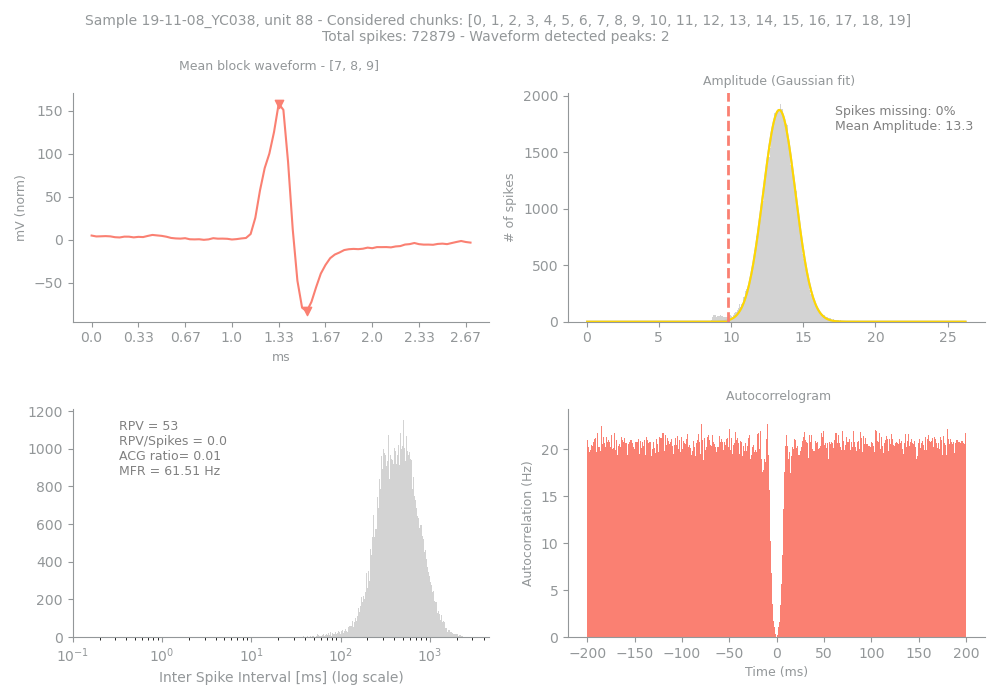 Sample 19-11-08_YC038, unit 88 - Considered chunks: [0, 1, 2, 3, 4, 5, 6, 7, 8, 9, 10, 11, 12, 13, 14, 15, 16, 17, 18, 19]
Total spikes: 72879 - Waveform detected peaks: 2
Mean block waveform - [7, 8, 9]
150
100
50
0
−50
mV (norm)
0.0 0.33 0.67 1.0 1.33 1.67 2.0 2.33 2.67
ms
Amplitude (Gaussian fit)
Spikes missing: 0%
Mean Amplitude: 13.3
2000
1500
1000
500
0
# of spikes
0 5 10 15 20 25
RPV = 53
RPV/Spikes = 0.0
ACG ratio= 0.01
MFR = 61.51 Hz
1200
1000
800
600
400
200
0
10⁻¹ 10⁰ 10¹ 10² 10³
Inter Spike Interval [ms] (log scale)
Autocorrelogram
20
15
10
5
0
Autocorrelation (Hz)
−200 −150 −100 −50 0 50 100 150 200
Time (ms)